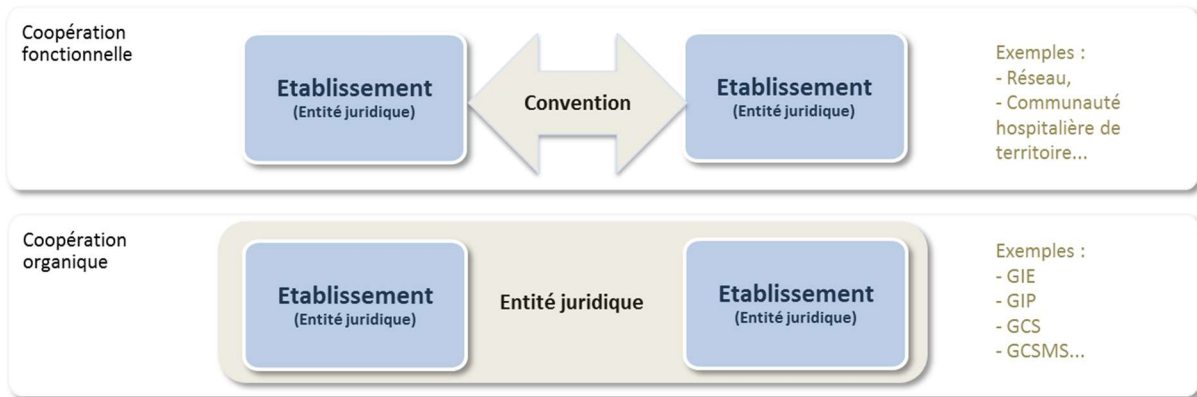 Coopération
fonctionnelle
Etablissement
(Entité juridique)
Convention
Etablissement
(Entité juridique)
Exemples :
- Réseau,
- Communauté
hospitalière de
territoire...
Coopération
organique
Etablissement
(Entité juridique)
Entité juridique
Etablissement
(Entité juridique)
Exemples :
- GIE
- GIP
- GCS
- GCSMS...